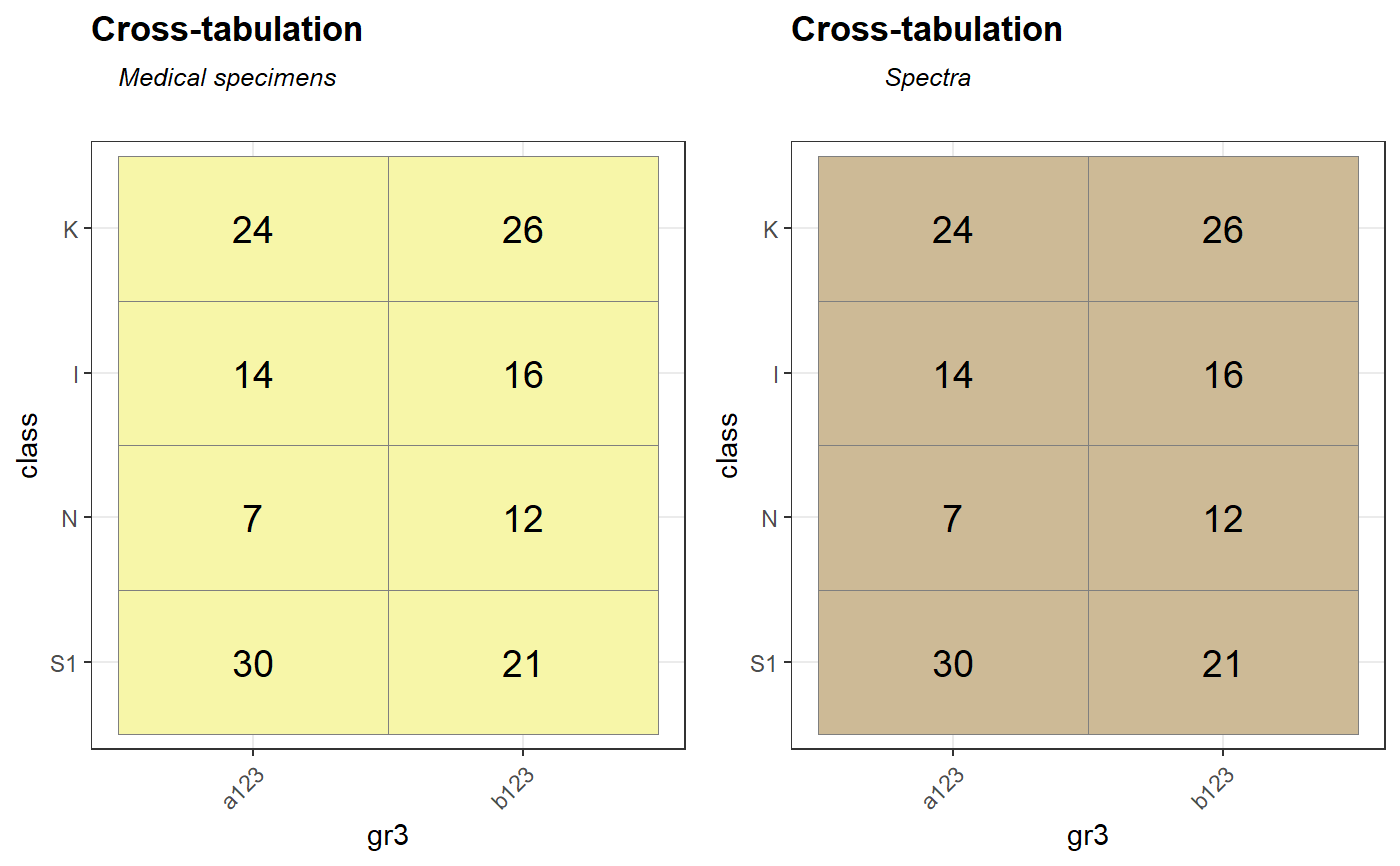 Cross-tabulation
Medical specimens
K 24 26
I 14 16
class
N 7 12
S1 30 21
a123 b123
gr3
Cross-tabulation
Spectra
K 24 26
I 14 16
class
N 7 12
S1 30 21
a123 b123
gr3